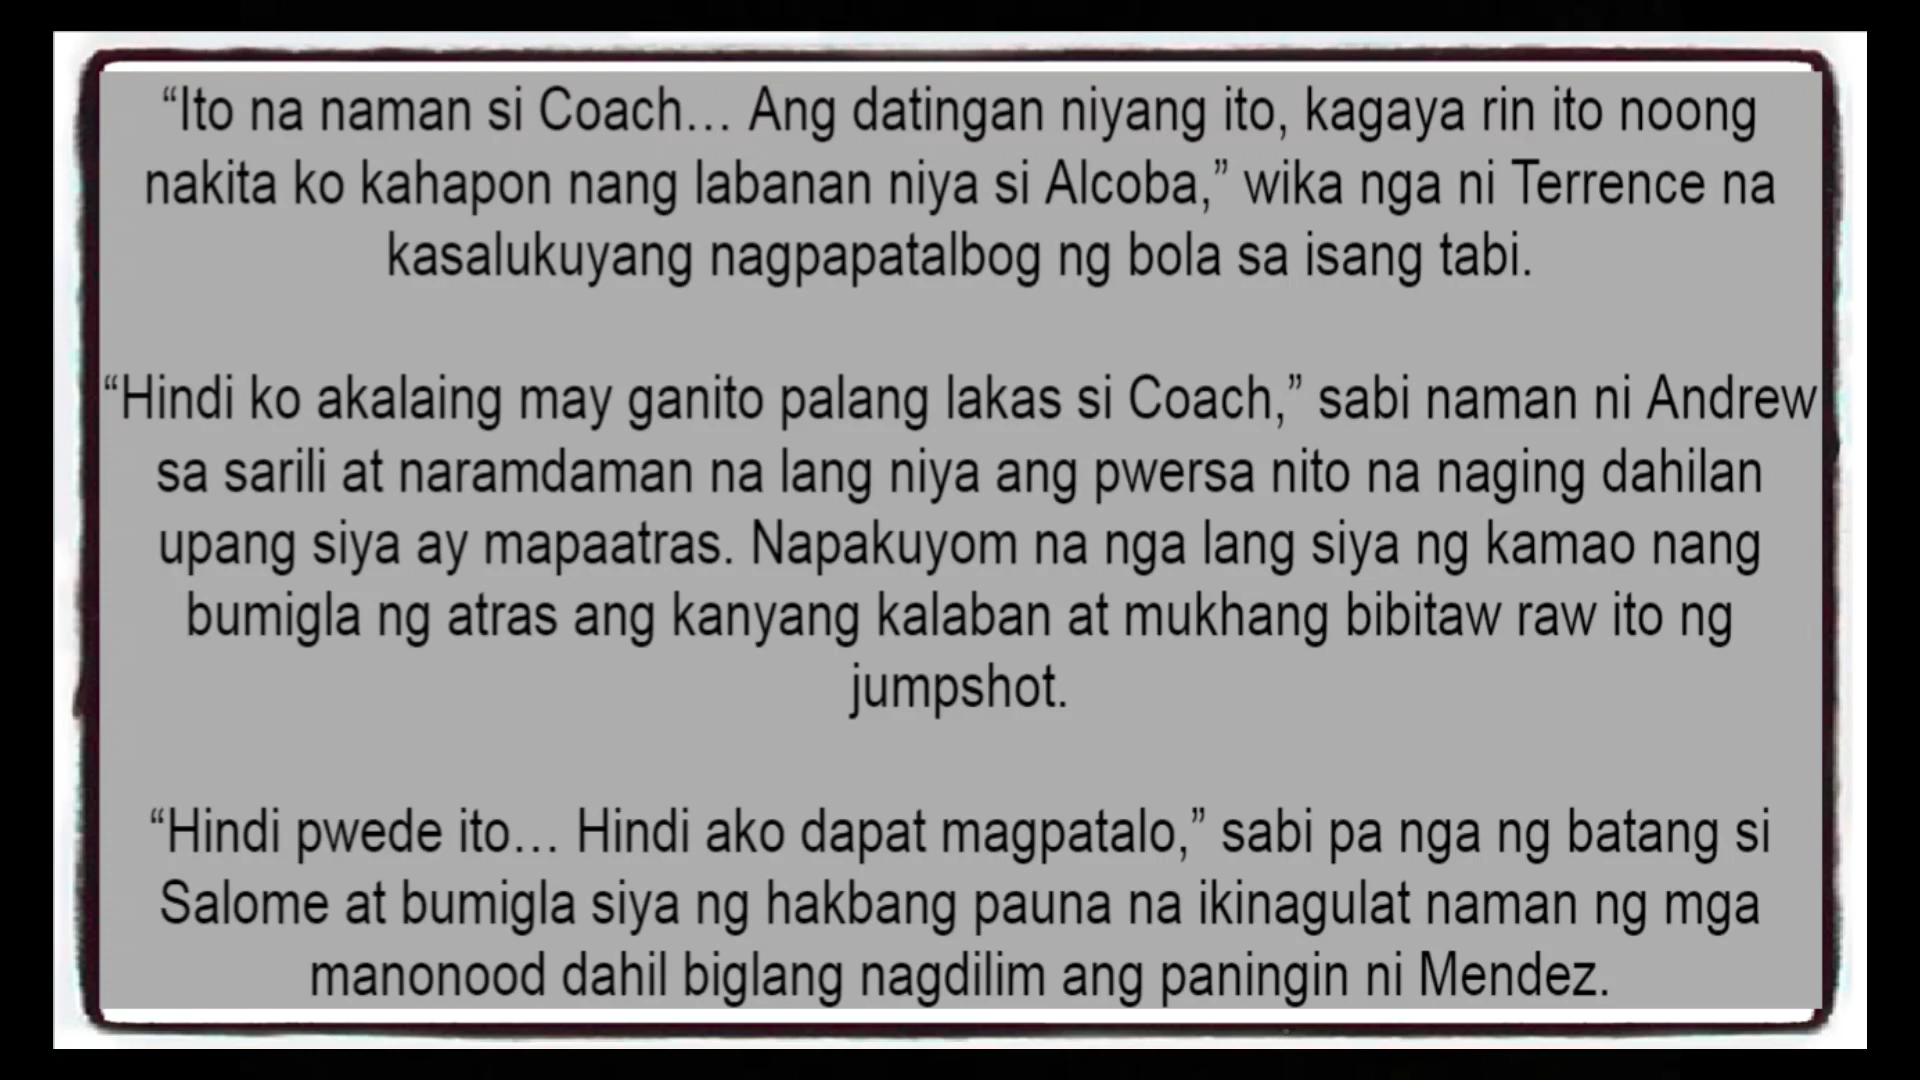 “Ito na naman si Coach… Ang datingan niyang ito, kagaya rin ito noong
nakita ko kahapon nang labanan niya si Alcoba,” wika nga ni Terrence na
kasalukuyang nagpapatalbog ng bola sa isang tabi.
“Hindi ko akalaing may ganito palang lakas si Coach,” sabi naman ni Andrew
sa sarili at naramdaman na lang niya ang pwersa nito na naging dahilan
upang siya ay mapaatras. Napakuyom na nga lang siya ng kamao nang
bumigla ng atras ang kanyang kalaban at mukhang bibitaw raw ito ng
jumpshot.
“Hindi pwede ito… Hindi ako dapat magpatalo,” sabi pa nga ng batang si
Salome at bumigla siya ng hakbang pauna na ikinagulat naman ng mga
manonood dahil biglang nagdilim ang paningin ni Mendez.